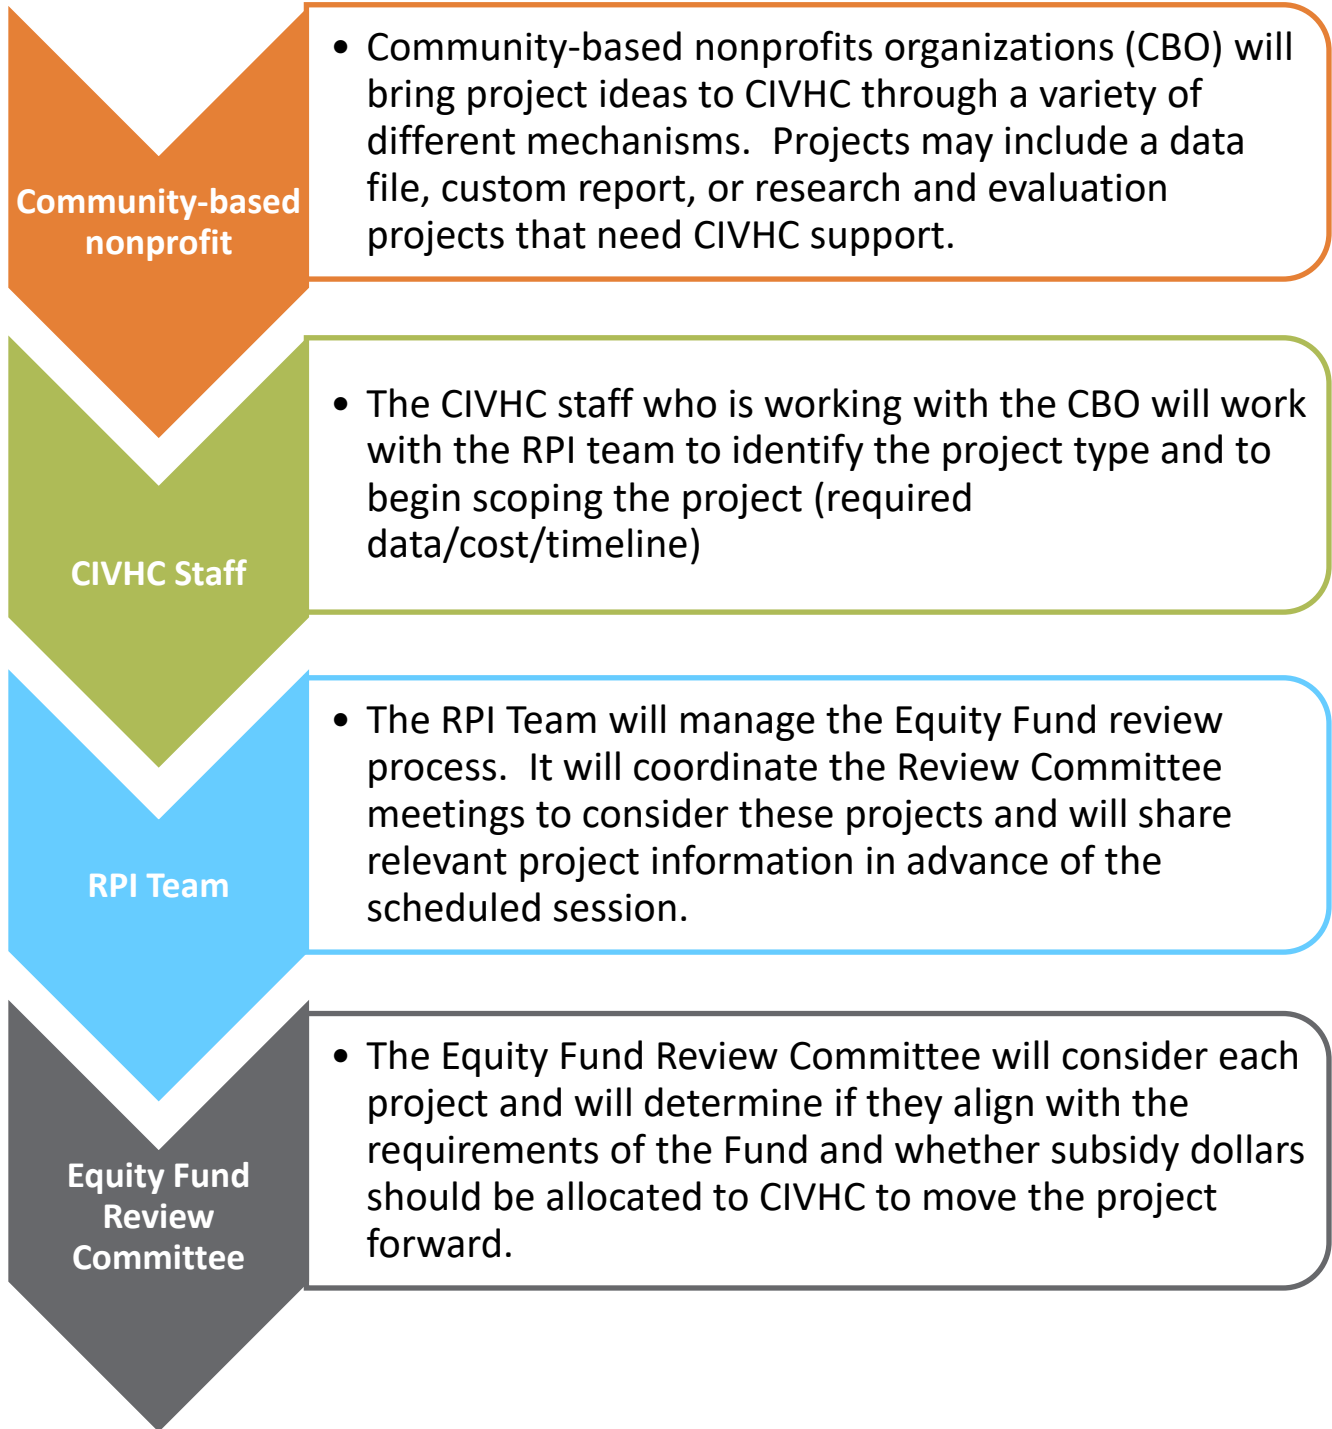 Community-based
nonprofit
• Community-based nonprofits organizations (CBO) will
bring project ideas to CIVHC through a variety of
different mechanisms.  Projects may include a data
file, custom report, or research and evaluation
projects that need CIVHC support.
CIVHC Staff
• The CIVHC staff who is working with the CBO will work
with the RPI team to identify the project type and to
begin scoping the project (required
data/cost/timeline)
RPI Team
• The RPI Team will manage the Equity Fund review
process.  It will coordinate the Review Committee
meetings to consider these projects and will share
relevant project information in advance of the
scheduled session.
Equity Fund
Review
Committee
• The Equity Fund Review Committee will consider each
project and will determine if they align with the
requirements of the Fund and whether subsidy dollars
should be allocated to CIVHC to move the project
forward.